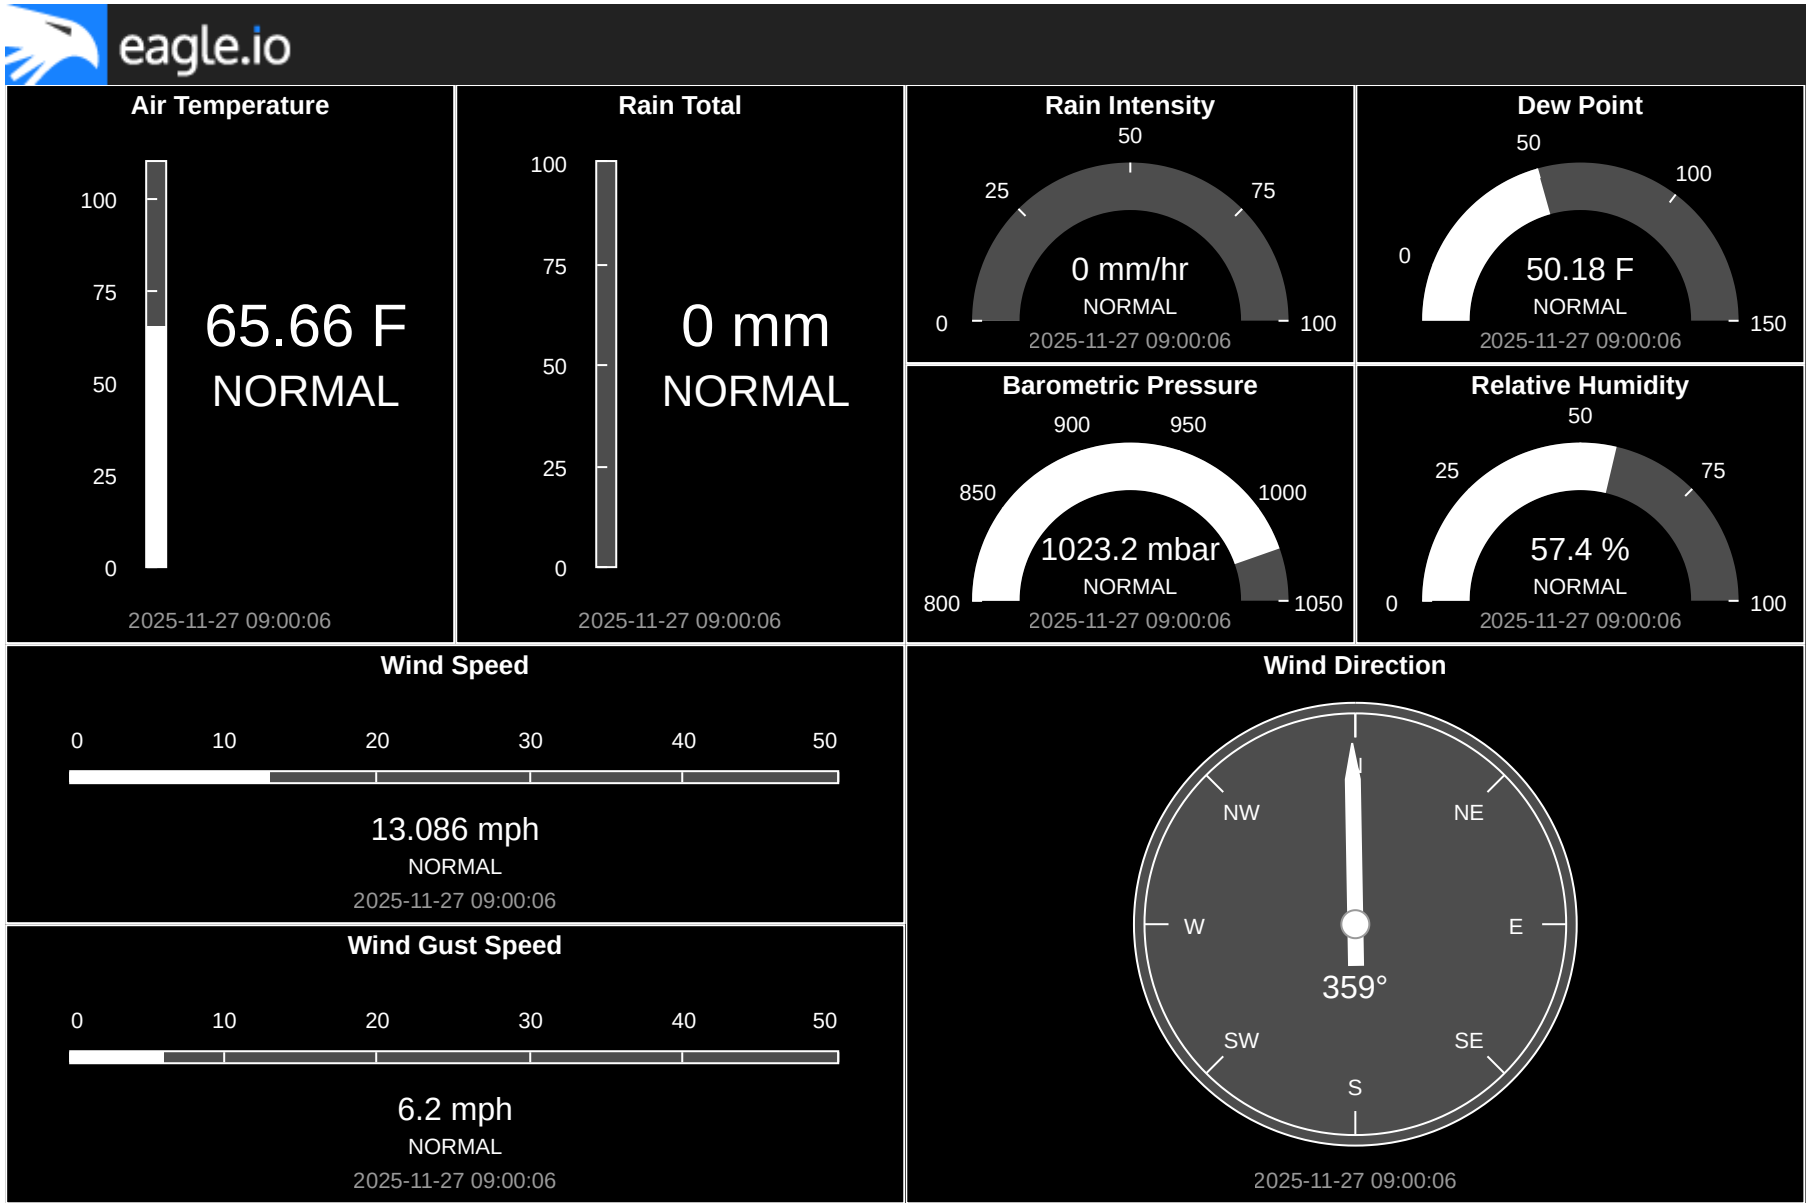 eagle.io
Air Temperature
100
75
50
25
0
65.66 F
NORMAL
2025-11-27 09:00:06
Rain Total
100
75
50
25
0
0 mm
NORMAL
2025-11-27 09:00:06
Rain Intensity
0
25
50
75
100
0 mm/hr
NORMAL
2025-11-27 09:00:06
Dew Point
0
50
100
150
50.18 F
NORMAL
2025-11-27 09:00:06
Barometric Pressure
800
850
900
950
1000
1050
1023.2 mbar
NORMAL
2025-11-27 09:00:06
Relative Humidity
0
25
50
75
100
57.4 %
NORMAL
2025-11-27 09:00:06
Wind Speed
0 10 20 30 40 50
13.086 mph
NORMAL
2025-11-27 09:00:06
Wind Gust Speed
0 10 20 30 40 50
6.2 mph
NORMAL
2025-11-27 09:00:06
Wind Direction
NW NE
W E
359°
SW SE
S
2025-11-27 09:00:06